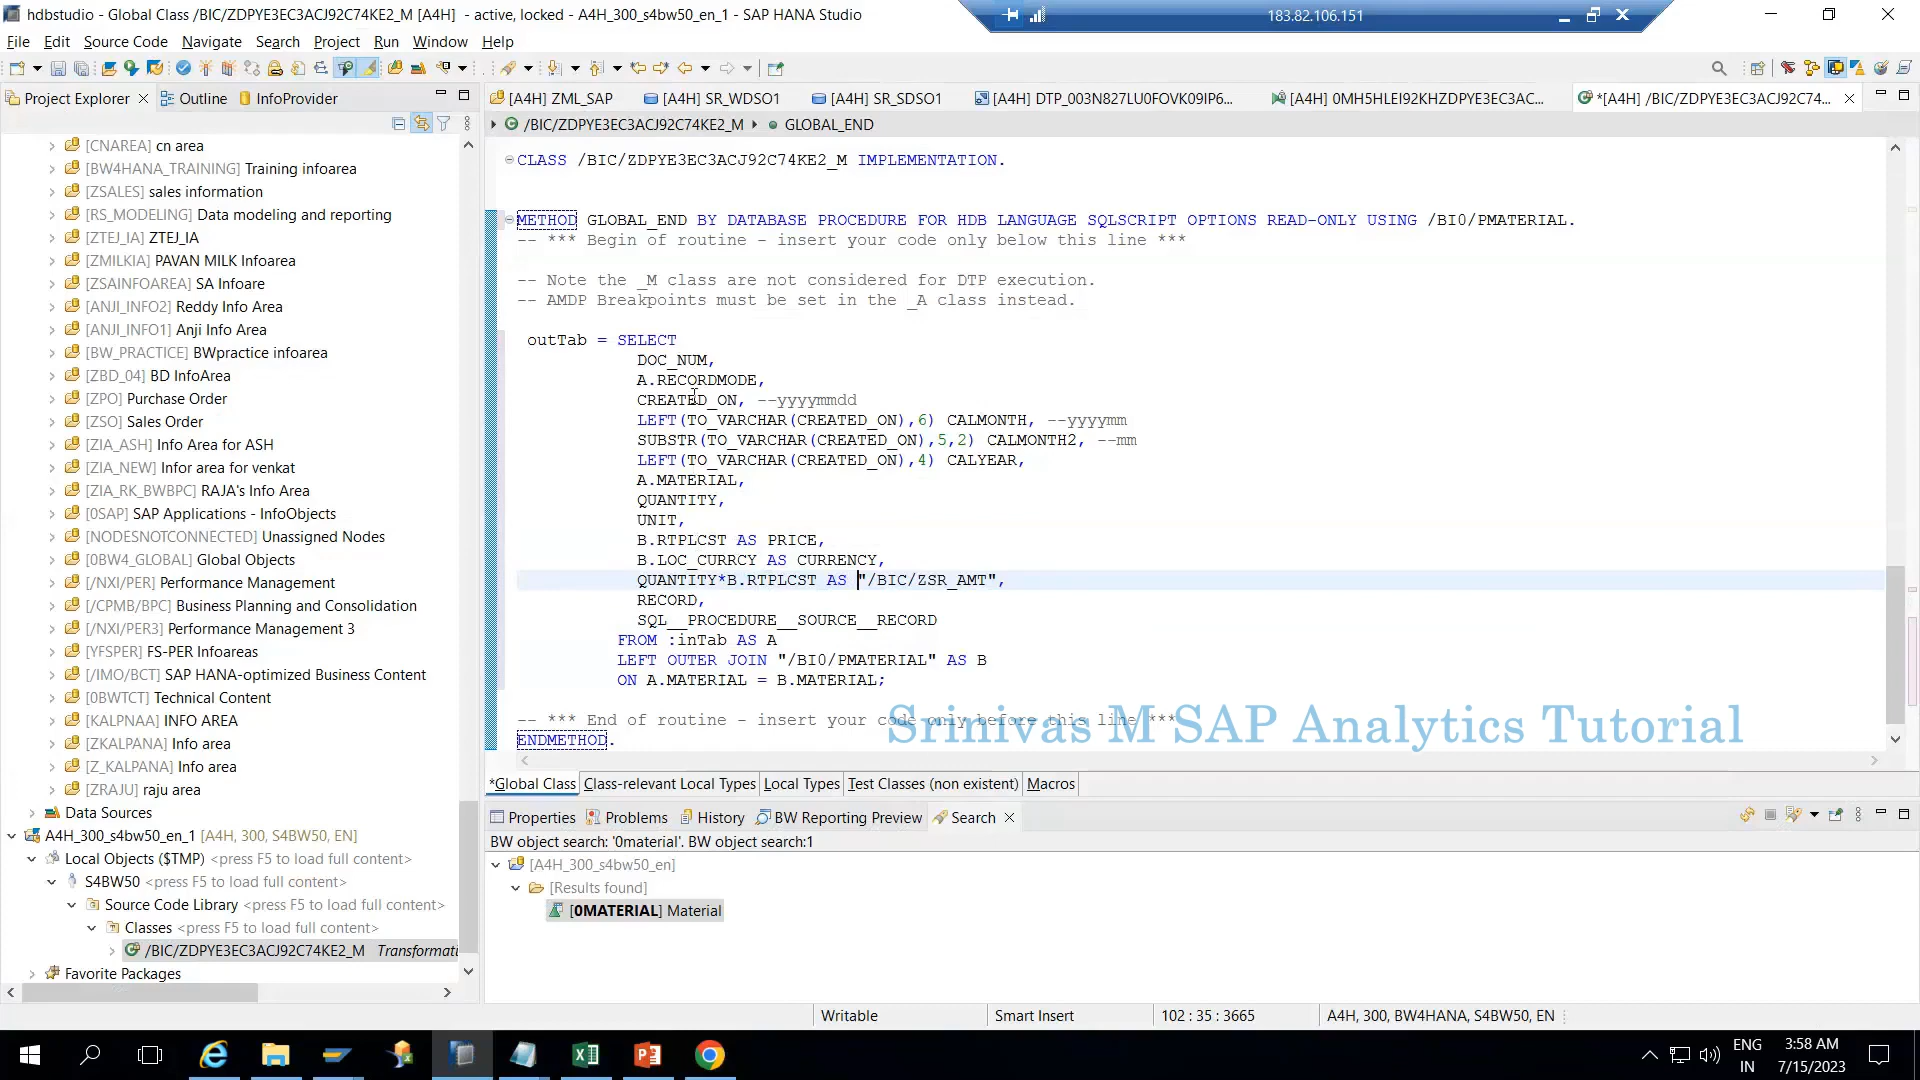 hdbstudio - Global Class /BIC/ZDPYE3EC3ACJ92C74KE2_M [A4H]  - active, locked - A4H_300_s4bw50_en_1 - SAP HANA Studio
183.82.106.151
File Edit Source Code Navigate Search Project Run Window Help
Project Explorer Outline InfoProvider
[A4H] ZML_SAP [A4H] SR_WDSO1 [A4H] SR_SDSO1 [A4H] DTP_003N827LU0FOVK09IP6... [A4H] 0MH5HLEI92KHZDPYE3EC3AC... *[A4H] /BIC/ZDPYE3EC3ACJ92C74...
/BIC/ZDPYE3EC3ACJ92C74KE2_M GLOBAL_END
[CNAREA] cn area
[BW4HANA_TRAINING] Training infoarea
[ZSALES] sales information
[RS_MODELING] Data modeling and reporting
[ZTEJ_IA] ZTEJ_IA
[ZMILKIA] PAVAN MILK Infoarea
[ZSAINFOAREA] SA Infoare
[ANJI_INFO2] Reddy Info Area
[ANJI_INFO1] Anji Info Area
[BW_PRACTICE] BWpractice infoarea
[ZBD_04] BD InfoArea
[ZPO] Purchase Order
[ZSO] Sales Order
[ZIA_ASH] Info Area for ASH
[ZIA_NEW] Infor area for venkat
[ZIA_RK_BWBPC] RAJA's Info Area
[0SAP] SAP Applications - InfoObjects
[NODESNOTCONNECTED] Unassigned Nodes
[0BW4_GLOBAL] Global Objects
[/NXI/PER] Performance Management
[/CPMB/BPC] Business Planning and Consolidation
[/NXI/PER3] Performance Management 3
[YFSPER] FS-PER Infoareas
[/IMO/BCT] SAP HANA-optimized Business Content
[0BWTCT] Technical Content
[KALPNAA] INFO AREA
[ZKALPANA] Info area
[Z_KALPANA] Info area
[ZRAJU] raju area
Data Sources
A4H_300_s4bw50_en_1 [A4H, 300, S4BW50, EN]
Local Objects ($TMP) <press F5 to load full content>
S4BW50 <press F5 to load full content>
Source Code Library <press F5 to load full content>
Classes <press F5 to load full content>
/BIC/ZDPYE3EC3ACJ92C74KE2_M Transformati
Favorite Packages
CLASS /BIC/ZDPYE3EC3ACJ92C74KE2_M IMPLEMENTATION.
METHOD GLOBAL_END BY DATABASE PROCEDURE FOR HDB LANGUAGE SQLSCRIPT OPTIONS READ-ONLY USING /BI0/PMATERIAL.
-- *** Begin of routine - insert your code only below this line ***
-- Note the _M class are not considered for DTP execution.
-- AMDP Breakpoints must be set in the _A class instead.
outTab = SELECT
DOC_NUM,
A.RECORDMODE,
CREATED_ON, --yyyymmdd
LEFT(TO_VARCHAR(CREATED_ON),6) CALMONTH, --yyyymm
SUBSTR(TO_VARCHAR(CREATED_ON),5,2) CALMONTH2, --mm
LEFT(TO_VARCHAR(CREATED_ON),4) CALYEAR,
A.MATERIAL,
QUANTITY,
UNIT,
B.RTPLCST AS PRICE,
B.LOC_CURRCY AS CURRENCY,
QUANTITY*B.RTPLCST AS "/BIC/ZSR_AMT",
RECORD,
SQL__PROCEDURE__SOURCE__RECORD
FROM :inTab AS A
LEFT OUTER JOIN "/BI0/PMATERIAL" AS B
ON A.MATERIAL = B.MATERIAL;
-- *** End of routine - insert your code only before this line ***
ENDMETHOD.
Srinivas M SAP Analytics Tutorial
*Global Class Class-relevant Local Types Local Types Test Classes (non existent) Macros
Properties Problems History BW Reporting Preview Search
BW object search: '0material'. BW object search:1
[A4H_300_s4bw50_en]
[Results found]
[0MATERIAL] Material
Writable Smart Insert 102 : 35 : 3665 A4H, 300, BW4HANA, S4BW50, EN
ENG
IN
3:58 AM
7/15/2023